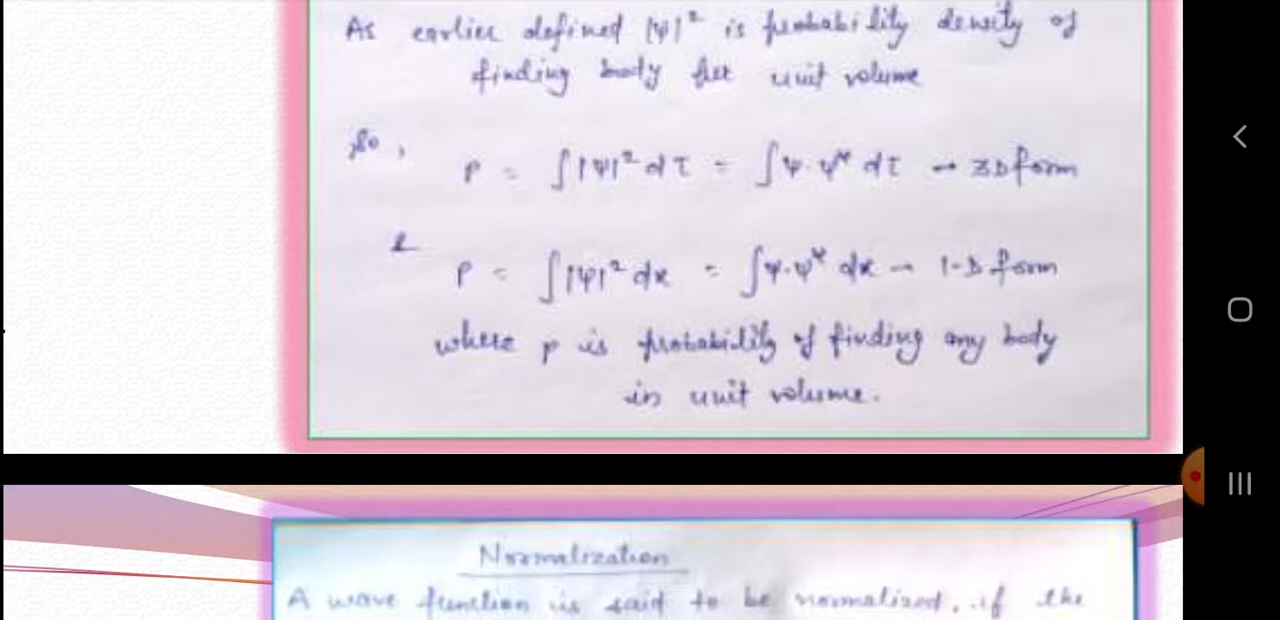 As earlier defined |ψ|² is probability density of
finding body per unit volume
So,
P = ∫|ψ|² dτ = ∫ψ.ψ* dτ → 3D form
&
P = ∫|ψ|² dx = ∫ψ.ψ* dx → 1-D form
where p is probability of finding any body
in unit volume.
Normalization
A wave function is said to be normalized, if the